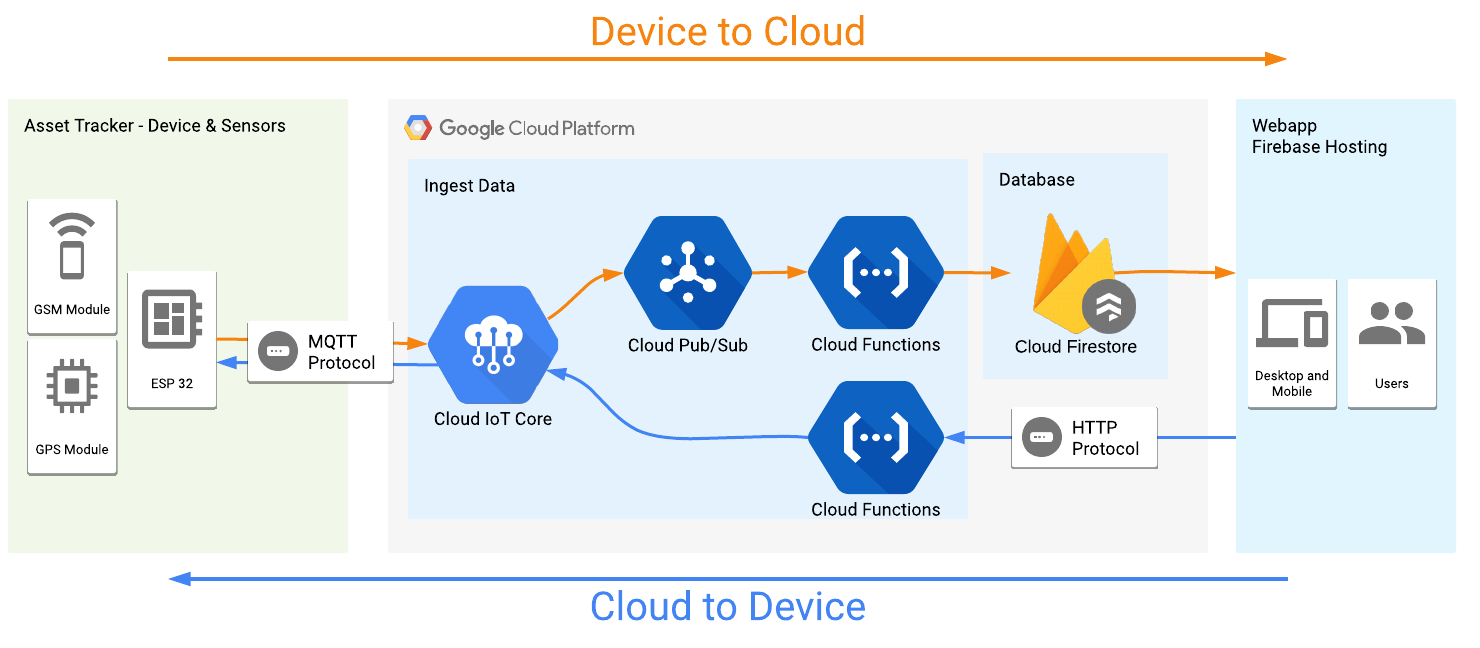 Device to Cloud
Asset Tracker - Device & Sensors
GSM Module
GPS Module
ESP 32
MQTT
Protocol
Google Cloud Platform
Ingest Data
Cloud IoT Core
Cloud Pub/Sub
Cloud Functions
Cloud Functions
Database
Cloud Firestore
HTTP
Protocol
Webapp
Firebase Hosting
Desktop and
Mobile
Users
Cloud to Device